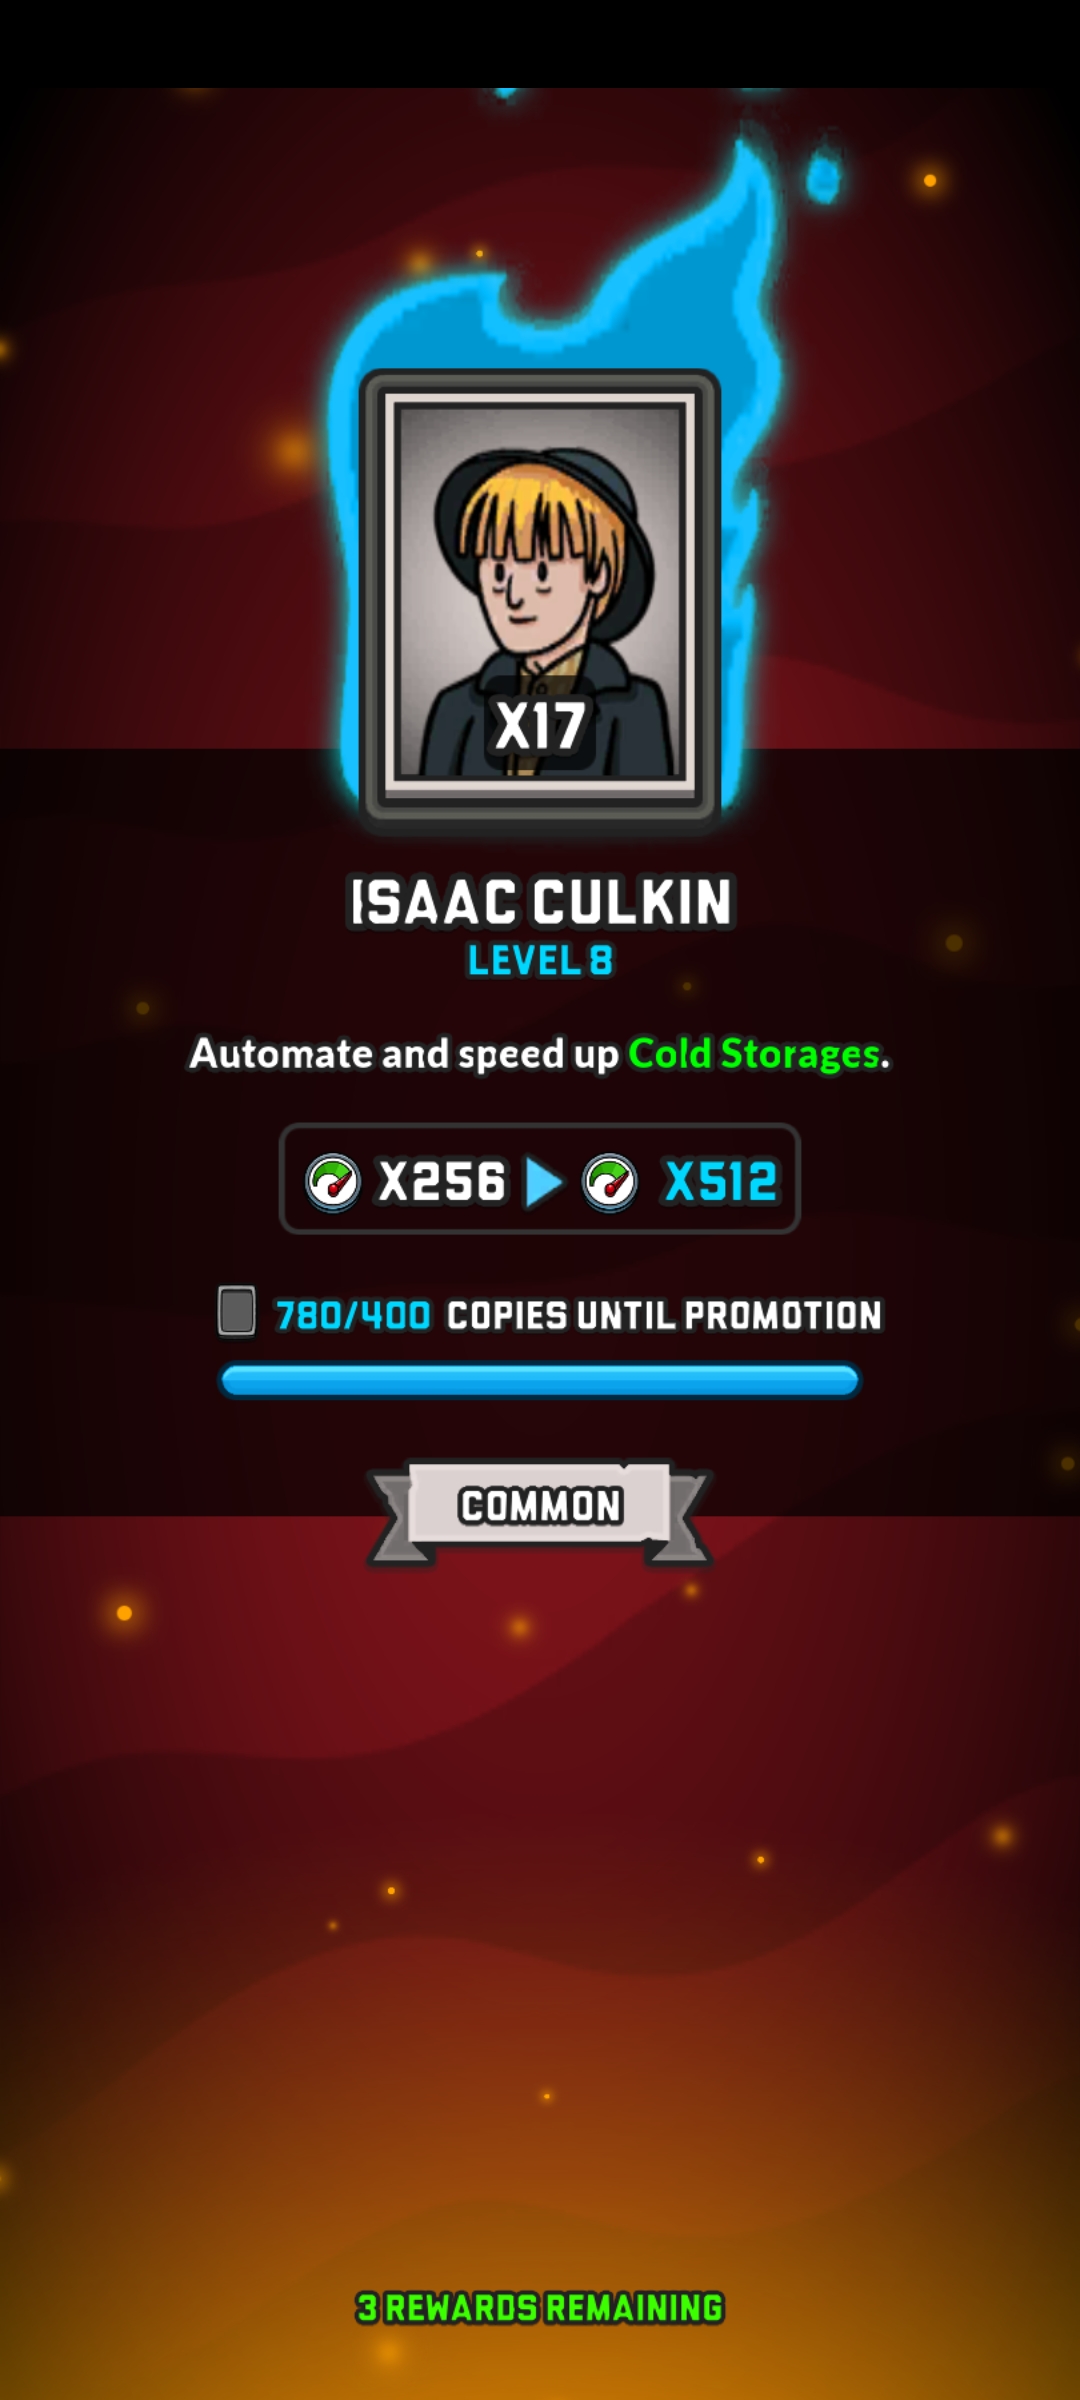 X17
ISAAC CULKIN
LEVEL 8
Automate and speed up Cold Storages.
X256 X512
780/400 COPIES UNTIL PROMOTION
COMMON
3 REWARDS REMAINING